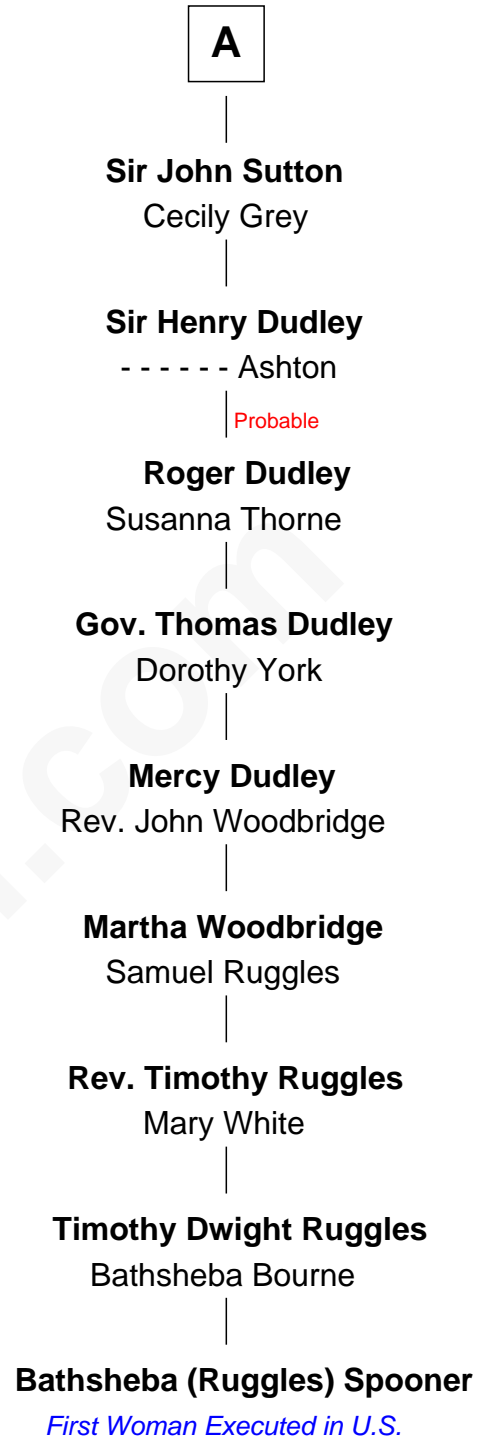 A
Sir John Sutton
Cecily Grey
Sir Henry Dudley
- - - - - - Ashton
Probable
Roger Dudley
Susanna Thorne
Gov. Thomas Dudley
Dorothy York
Mercy Dudley
Rev. John Woodbridge
Martha Woodbridge
Samuel Ruggles
Rev. Timothy Ruggles
Mary White
Timothy Dwight Ruggles
Bathsheba Bourne
Bathsheba (Ruggles) Spooner
First Woman Executed in U.S.